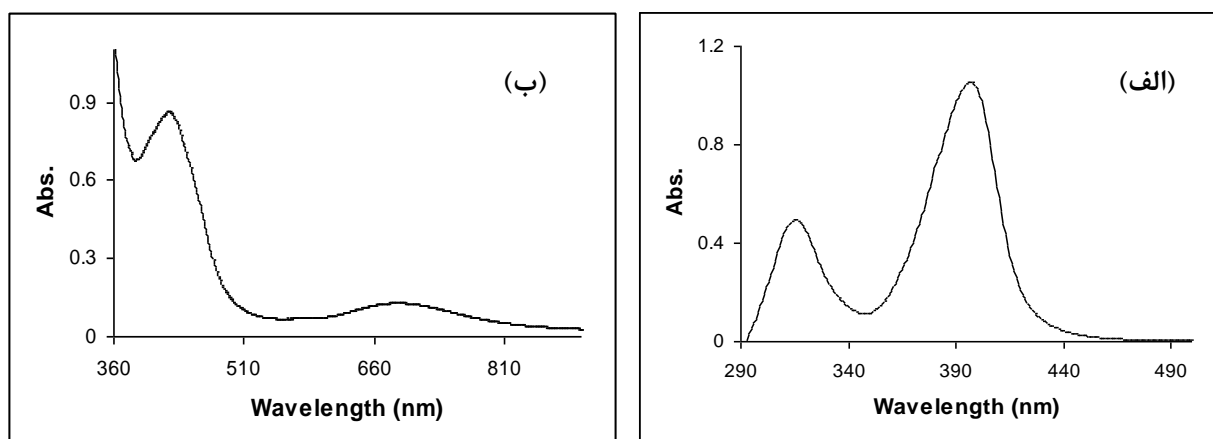 (ب)
0.9
0.6
0.3
0
Abs.
360 510 660 810
Wavelength (nm)
(الف)
1.2
0.8
0.4
0
Abs.
290 340 390 440 490
Wavelength (nm)